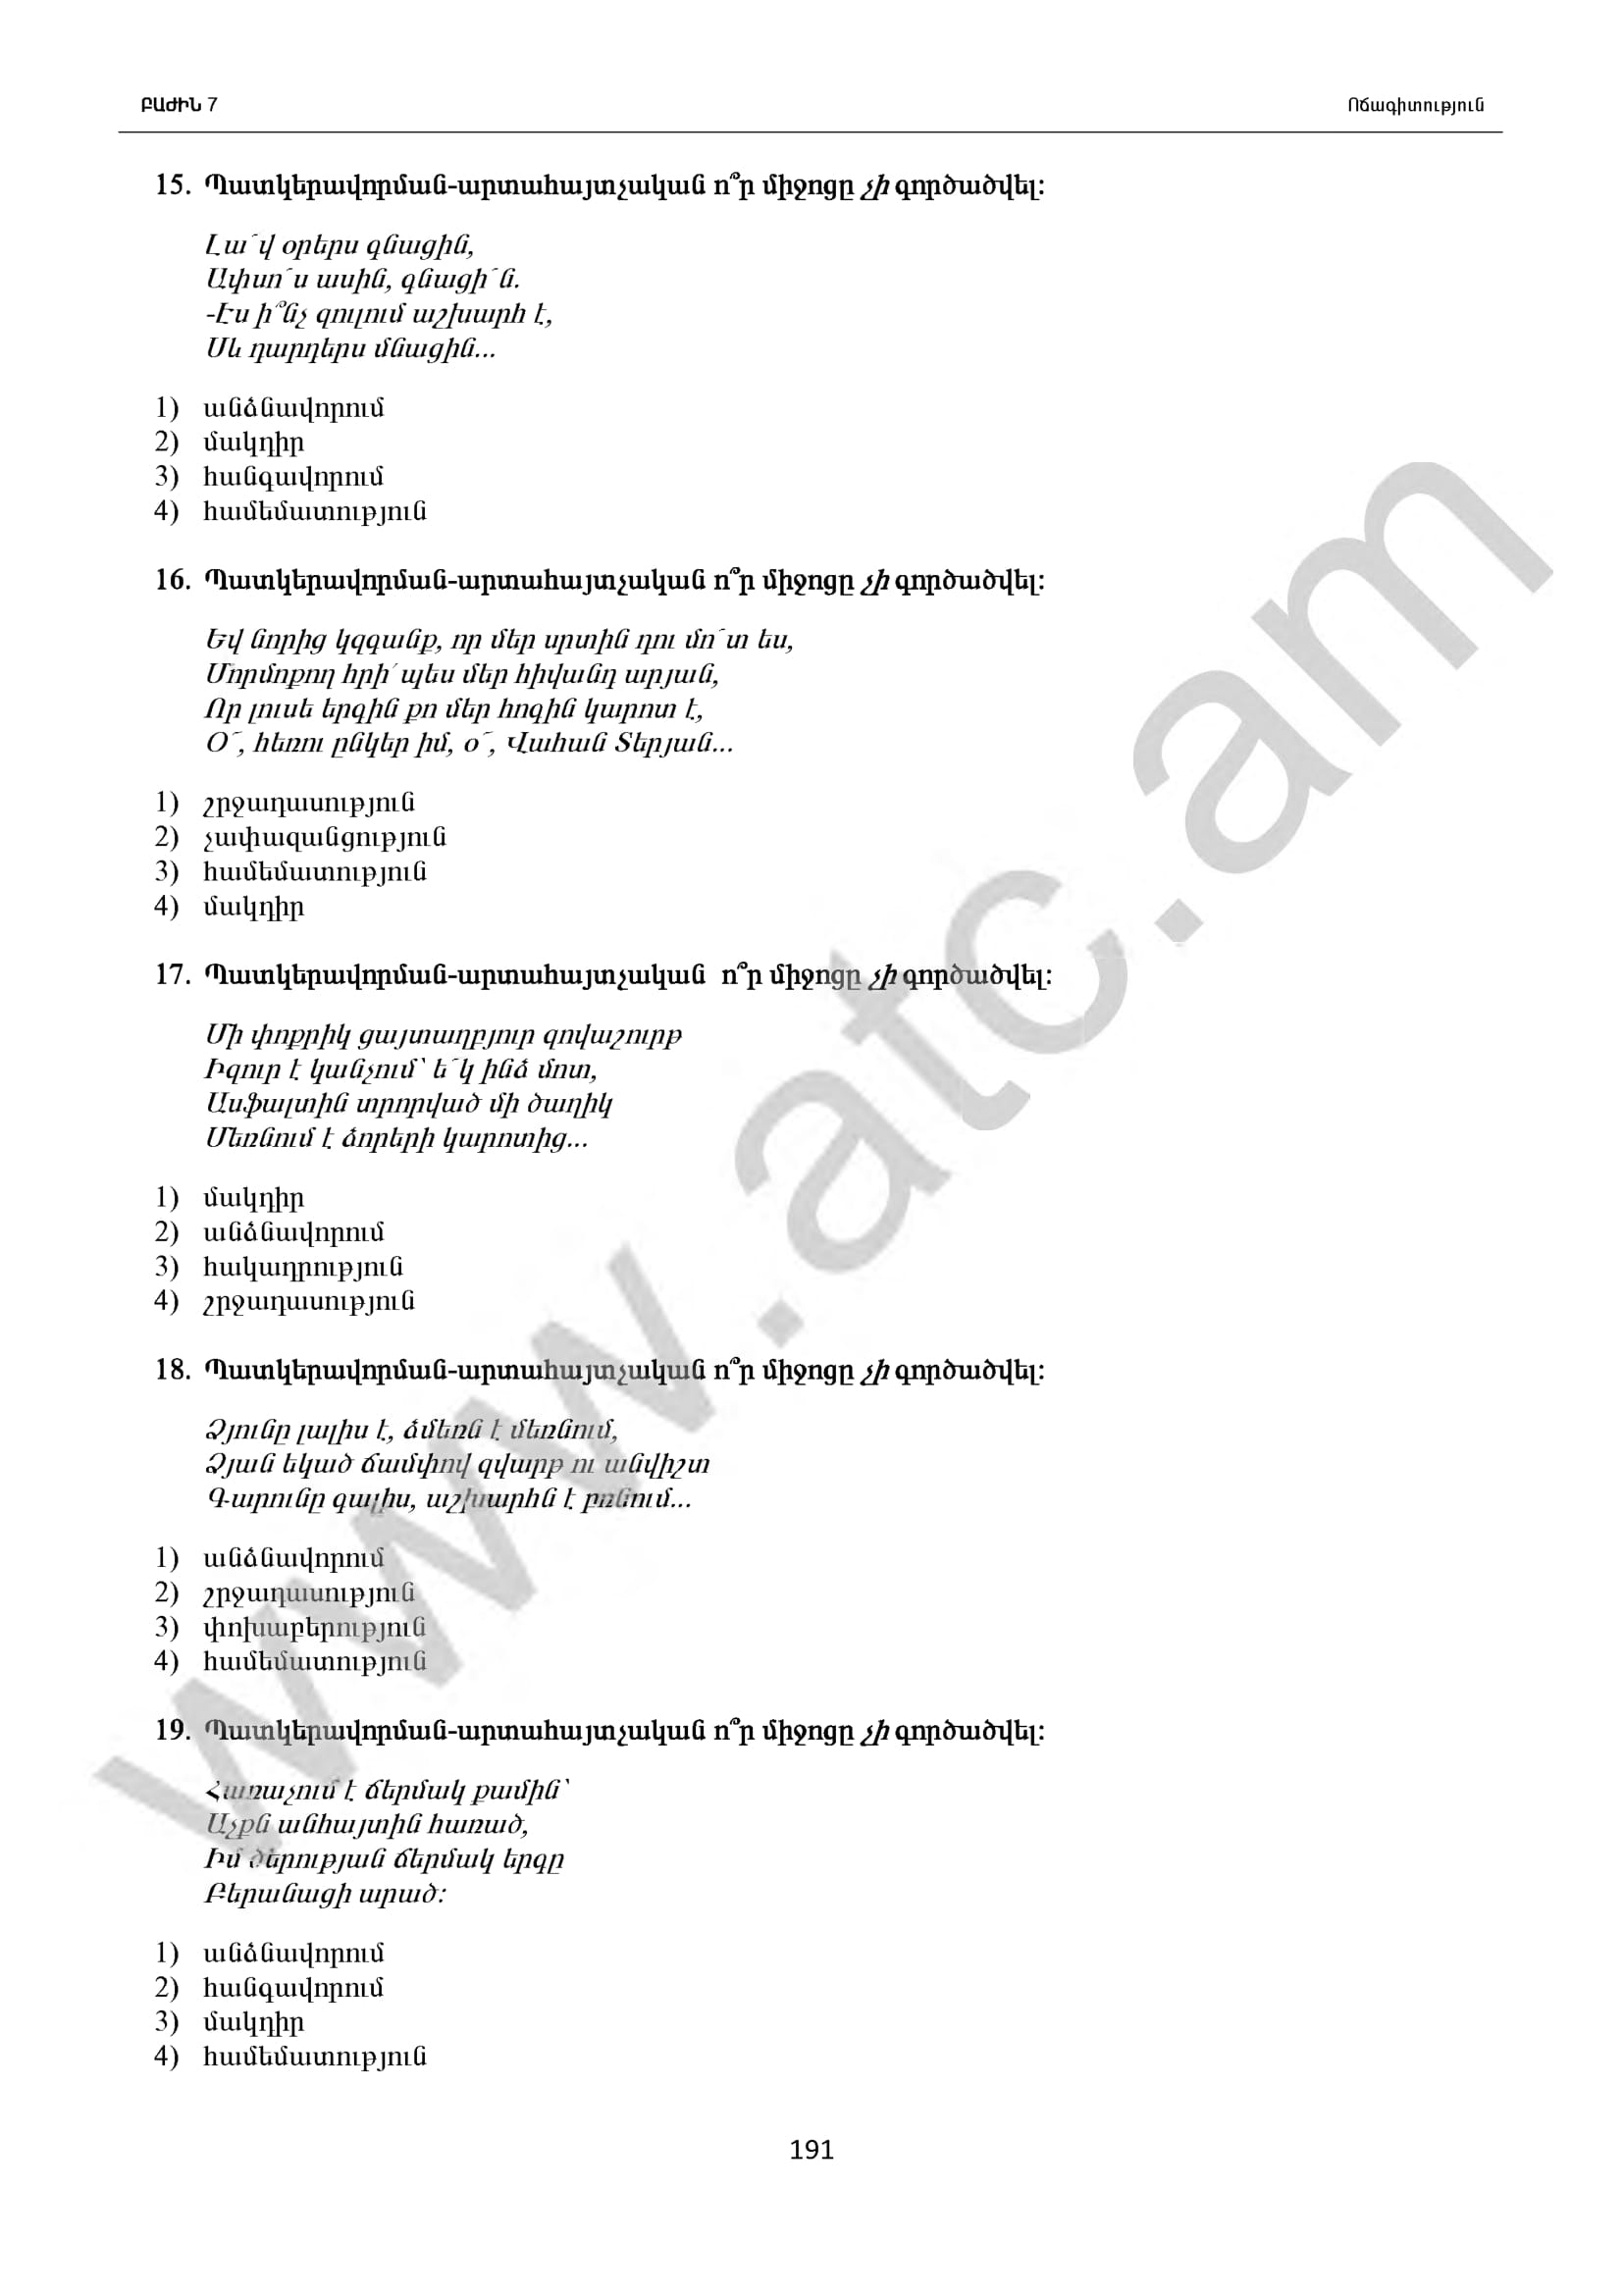 ԲԱԺԻՆ 7
Ոճագիտություն
15. Պատկերավորման-արտահայտչական ո՞ր միջոցը չի գործածվել:
Լա՜վ օրերս գնացին,
Ափսո՜ս ասին, գնացի՜ն.
-Էս ի՞նչ զուլում աշխարհ է,
Սև դարդերս մնացին...
1) անձնավորում
2) մակդիր
3) հանգավորում
4) համեմատություն
16. Պատկերավորման-արտահայտչական ո՞ր միջոցը չի գործածվել:
Եվ նորից կզգանք, որ մեր սրտին դու մո՜տ ես,
Մորմոքող հրի՛ պես մեր հիվանդ արյան,
Որ լուսե երգին քո մեր հոգին կարոտ է,
Օ՜, հեռու ընկեր իմ, օ՜, Վահան Տերյան...
1) շրջադասություն
2) չափազանցություն
3) համեմատություն
4) մակդիր
17. Պատկերավորման-արտահայտչական ո՞ր միջոցը չի գործածվել:
Մի փոքրիկ ցայտաղբյուր զովաշուրթ
Իզուր է կանչում՝ ե՜կ ինձ մոտ,
Ասֆալտին տրորված մի ծաղիկ
Մեռնում է ձորերի կարոտից...
1) մակդիր
2) անձնավորում
3) հակադրություն
4) շրջադասություն
18. Պատկերավորման-արտահայտչական ո՞ր միջոցը չի գործածվել:
Ձյունը լալիս է, ձմեռն է մեռնում,
Ձյան եկած ճամփով զվարթ ու անվիշտ
Գարունը գալիս, աշխարհն է բռնում...
1) անձնավորում
2) շրջադասություն
3) փոխաբերություն
4) համեմատություն
19. Պատկերավորման-արտահայտչական ո՞ր միջոցը չի գործածվել:
Հառաչում է ճերմակ քամին՝
Աչքն անհայտին հառած,
Իմ ծերության ճերմակ երգը
Բերանացի արած:
1) անձնավորում
2) հանգավորում
3) մակդիր
4) համեմատություն
191
www.atc.am